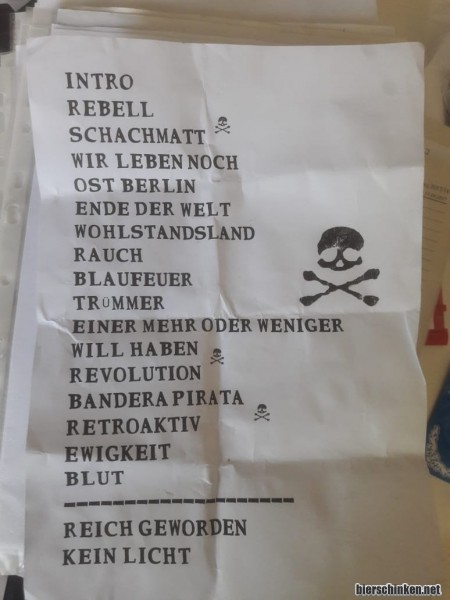 INTRO
REBELL
SCHACHMATT
WIR LEBEN NOCH
OST BERLIN
ENDE DER WELT
WOHLSTANDSLAND
RAUCH
BLAUFEUER
TRÜMMER
EINER MEHR ODER WENIGER
WILL HABEN
REVOLUTION
BANDERA PIRATA
RETROAKTIV
EWIGKEIT
BLUT
--------------------
REICH GEWORDEN
KEIN LICHT
bierschinken.net